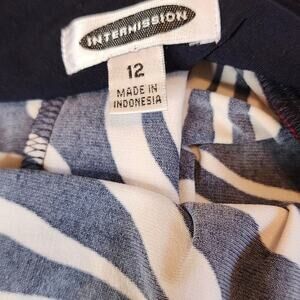 INTERMISSION
12
MADE IN
INDONESIA